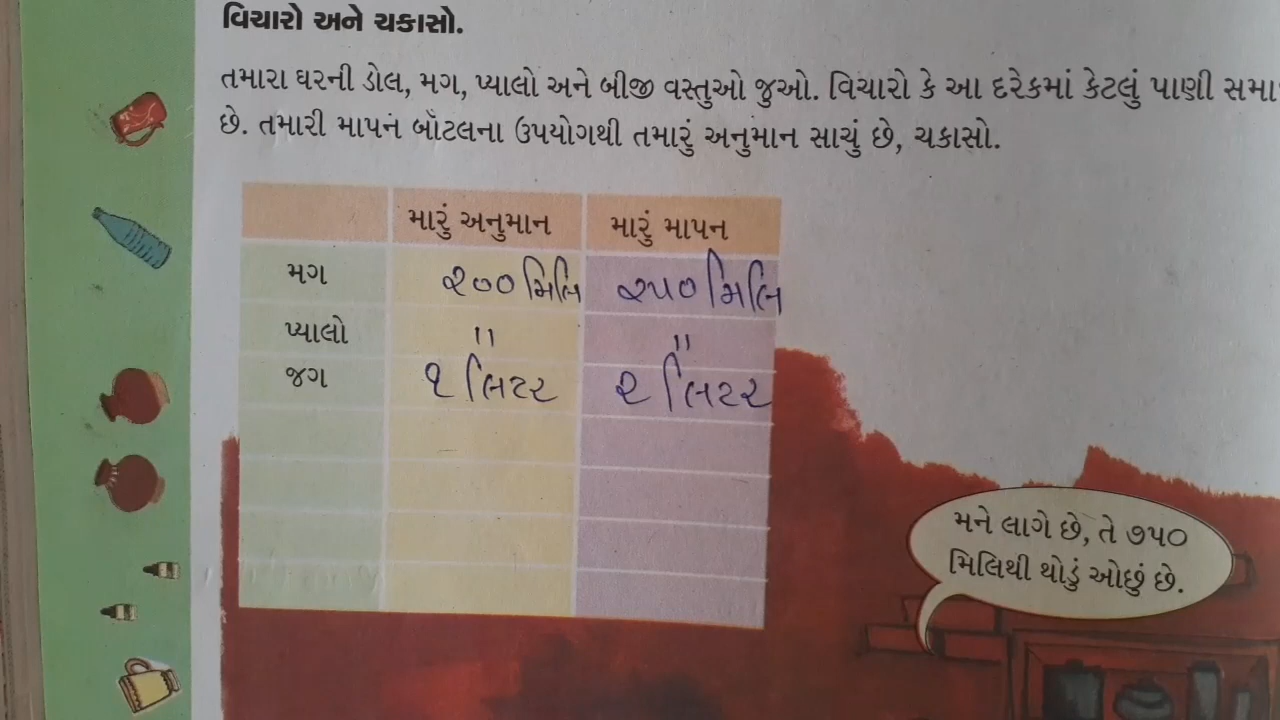 વિચારો અને ચકાસો.
તમારા ઘરની ડોલ, મગ, પ્યાલો અને બીજી વસ્તુઓ જુઓ. વિચારો કે આ દરેકમાં કેટલું પાણી સમા
છે. તમારી માપન બૉટલના ઉપયોગથી તમારું અનુમાન સાચું છે, ચકાસો.
મારું અનુમાન મારું માપન
મગ ૨૦૦ મિલિ ૨૫૦ મિલિ
પ્યાલો " "
જગ ૧ લિટર ૨ લિટર
મને લાગે છે, તે ૭૫૦
મિલિથી થોડું ઓછું છે.